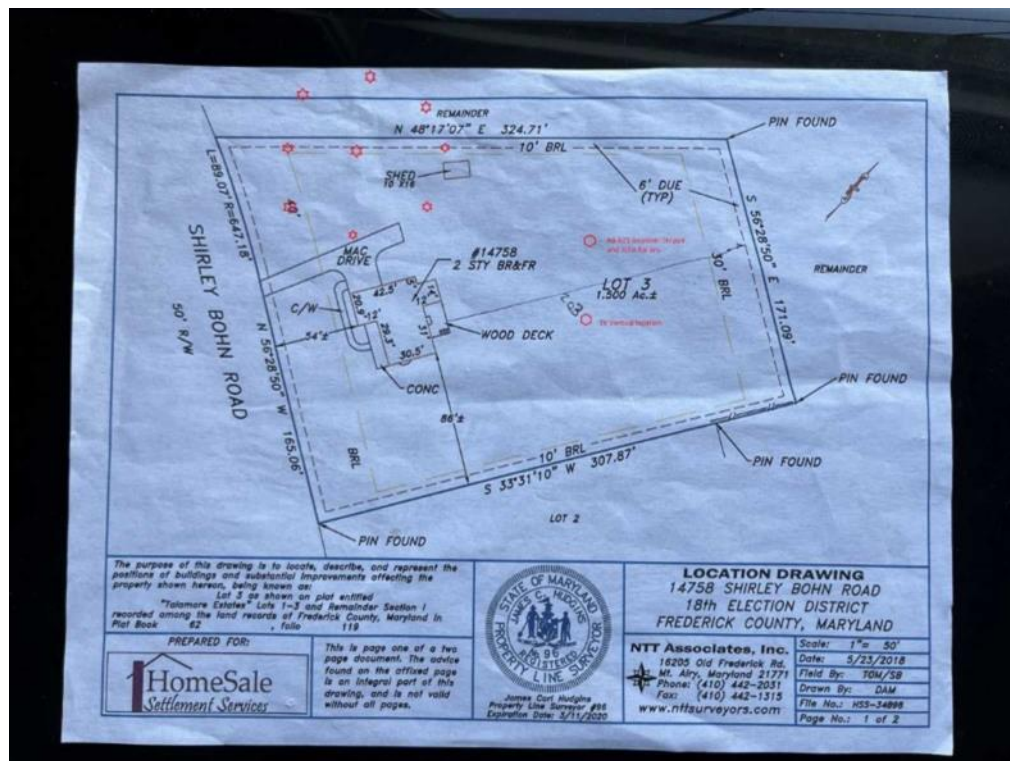 REMAINDER
N 48°17'07" E 324.71'
PIN FOUND
10' BRL
SHED
10 X16
6' DUE
(TYP)
L=89.07' R=647.18'
S 56°28'50" E 171.09'
MAC
DRIVE
#14758
2 STY BR&FR
REMAINDER
30' BRL
LOT 3
1.500 Ac.±
203
SHIRLEY BOHN ROAD
50' R/W
C/W
42.5'
12'
14'
20.9'
12'
54'±
29.3'
31'
30.5'
WOOD DECK
CONC
N 56°28'50" W 165.06'
86'±
PIN FOUND
BRL
10' BRL
S 33°31'10" W 307.87'
PIN FOUND
LOT 2
PIN FOUND
The purpose of this drawing is to locate, describe, and represent the
positions of buildings and substantial improvements affecting the
property shown hereon, being known as:
Lot 3 as shown on plat entitled
"Talamore Estates" Lots 1-3 and Remainder Section I
recorded among the land records of Frederick County, Maryland in
Plat Book 62 , folio 119
PREPARED FOR:
HomeSale
Settlement Services
This is page one of a two
page document. The advice
found on the affixed page
is an integral part of this
drawing, and is not valid
without all pages.
STATE OF MARYLAND
JAMES C. HUDGINS
No. 96
REGISTERED
PROPERTY LINE SURVEYOR
James Carl Hudgins
Property Line Surveyor #96
Expiration Date: 3/11/2020
LOCATION DRAWING
14758 SHIRLEY BOHN ROAD
18th ELECTION DISTRICT
FREDERICK COUNTY, MARYLAND
NTT Associates, Inc.
16205 Old Frederick Rd.
Mt. Airy, Maryland 21771
Phone: (410) 442-2031
Fax: (410) 442-1315
www.nttsurveyors.com
Scale: 1"= 50'
Date: 5/23/2018
Field By: TOM/SB
Drawn By: DAM
File No.: HSS-34898
Page No.: 1 of 2